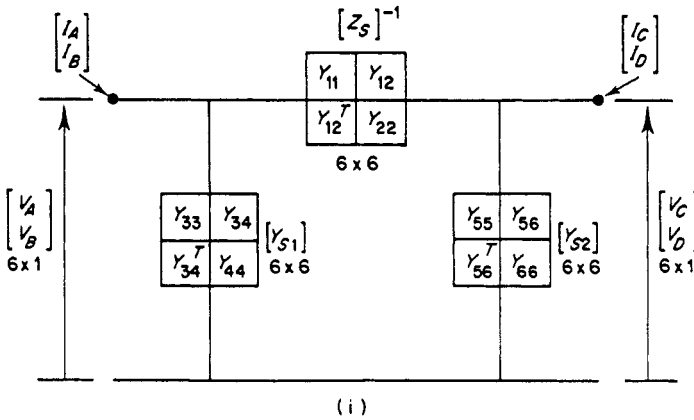 [Z_S]^-1
[I_A
I_B]
[I_C
I_D]
Y_11 Y_12
Y_12^T Y_22
6 x 6
[V_A
V_B]
6 x 1
Y_33 Y_34
Y_34^T Y_44
[Y_S1]
6 x 6
Y_55 Y_56
Y_56^T Y_66
[Y_S2]
6 x 6
[V_C
V_D]
6 x 1
(i)